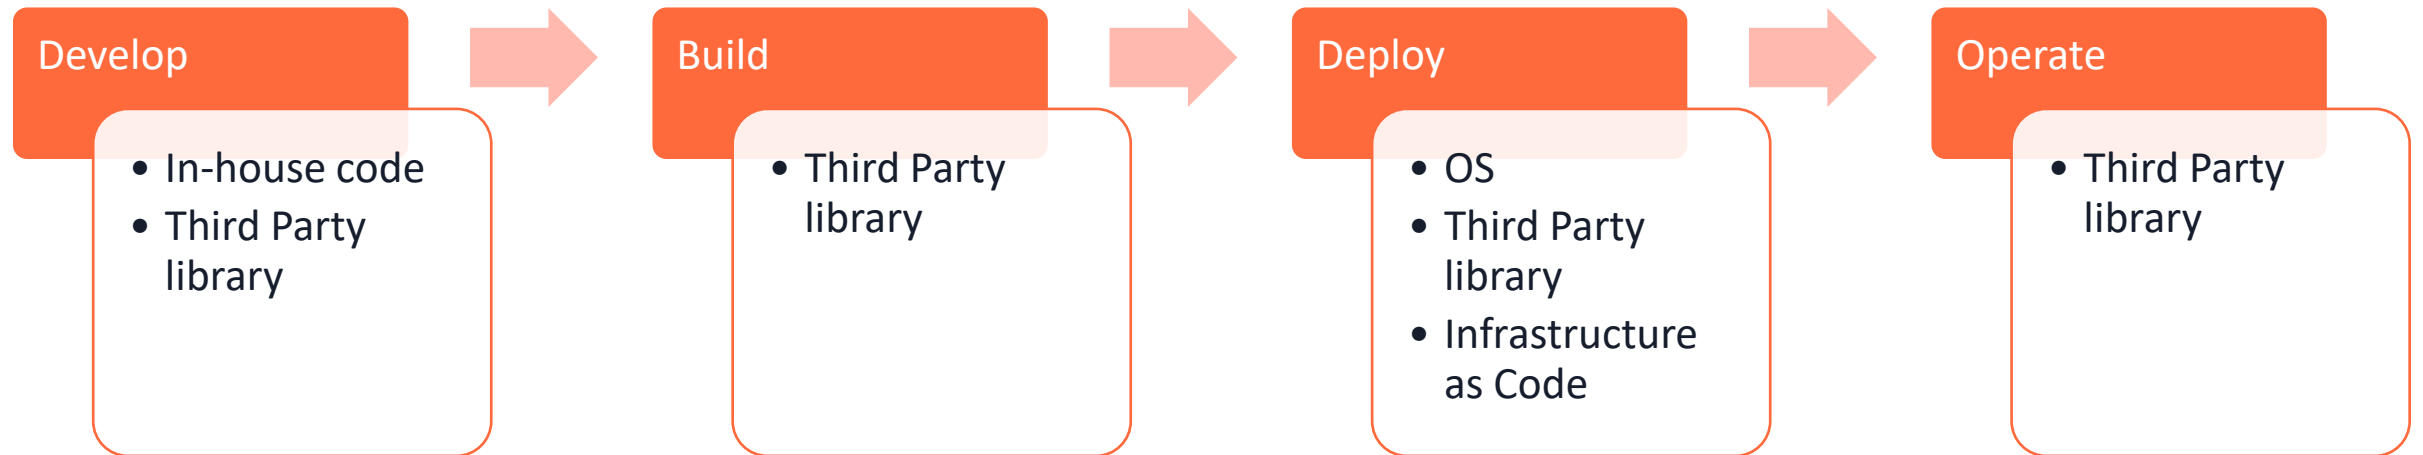 Develop
• In-house code
• Third Party
library
Build
• Third Party
library
Deploy
• OS
• Third Party
library
• Infrastructure
as Code
Operate
• Third Party
library